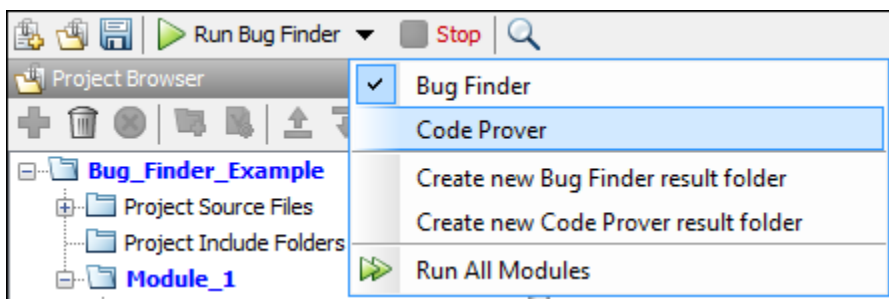 Run Bug Finder
Stop
Project Browser
Bug Finder
Code Prover
Create new Bug Finder result folder
Create new Code Prover result folder
Run All Modules
Bug_Finder_Example
Project Source Files
Project Include Folders
Module_1